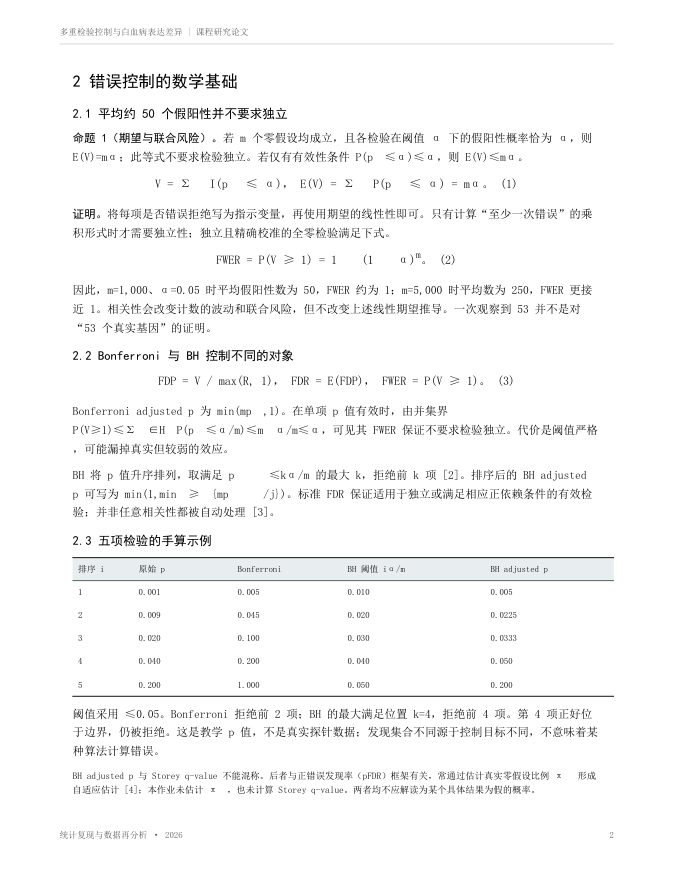 多重检验控制与白血病表达差异 | 课程研究论文
2 错误控制的数学基础
2.1 平均约 50 个假阳性并不要求独立
命题 1（期望与联合风险）。若 m 个零假设均成立，且各检验在阈值 α 下的假阳性概率恰为 α，则
E(V)=mα；此等式不要求检验独立。若仅有有效性条件 P(p ≤α)≤α，则 E(V)≤mα。
V = Σ I(p ≤ α)， E(V) = Σ P(p ≤ α) = mα。 (1)
证明。将每项是否错误拒绝写为指示变量，再使用期望的线性性即可。只有计算“至少一次错误”的乘
积形式时才需要独立性；独立且精确校准的全零检验满足下式。
FWER = P(V ≥ 1) = 1 (1 α)m。 (2)
因此，m=1,000、α=0.05 时平均假阳性数为 50，FWER 约为 1；m=5,000 时平均数为 250，FWER 更接
近 1。相关性会改变计数的波动和联合风险，但不改变上述线性期望推导。一次观察到 53 并不是对
“53 个真实基因”的证明。
2.2 Bonferroni 与 BH 控制不同的对象
FDP = V / max(R, 1)， FDR = E(FDP)， FWER = P(V ≥ 1)。 (3)
Bonferroni adjusted p 为 min(mp ,1)。在单项 p 值有效时，由并集界
P(V≥1)≤Σ ∈H P(p ≤α/m)≤m α/m≤α，可见其 FWER 保证不要求检验独立。代价是阈值严格
，可能漏掉真实但较弱的效应。
BH 将 p 值升序排列，取满足 p ≤kα/m 的最大 k，拒绝前 k 项 [2]。排序后的 BH adjusted
p 可写为 min(1,min ≥ {mp /j})。标准 FDR 保证适用于独立或满足相应正依赖条件的有效检
验；并非任意相关性都被自动处理 [3]。
2.3 五项检验的手算示例
排序 i 原始 p Bonferroni BH 阈值 iα/m BH adjusted p
1 0.001 0.005 0.010 0.005
2 0.009 0.045 0.020 0.0225
3 0.020 0.100 0.030 0.0333
4 0.040 0.200 0.040 0.050
5 0.200 1.000 0.050 0.200
阈值采用 ≤0.05。Bonferroni 拒绝前 2 项；BH 的最大满足位置 k=4，拒绝前 4 项。第 4 项正好位
于边界，仍被拒绝。这是教学 p 值，不是真实探针数据；发现集合不同源于控制目标不同，不意味着某
种算法计算错误。
BH adjusted p 与 Storey q-value 不能混称。后者与正错误发现率（pFDR）框架有关，常通过估计真实零假设比例 π 形成
自适应估计 [4]；本作业未估计 π ，也未计算 Storey q-value。两者均不应解读为某个具体结果为假的概率。
统计复现与数据再分析 • 2026 2